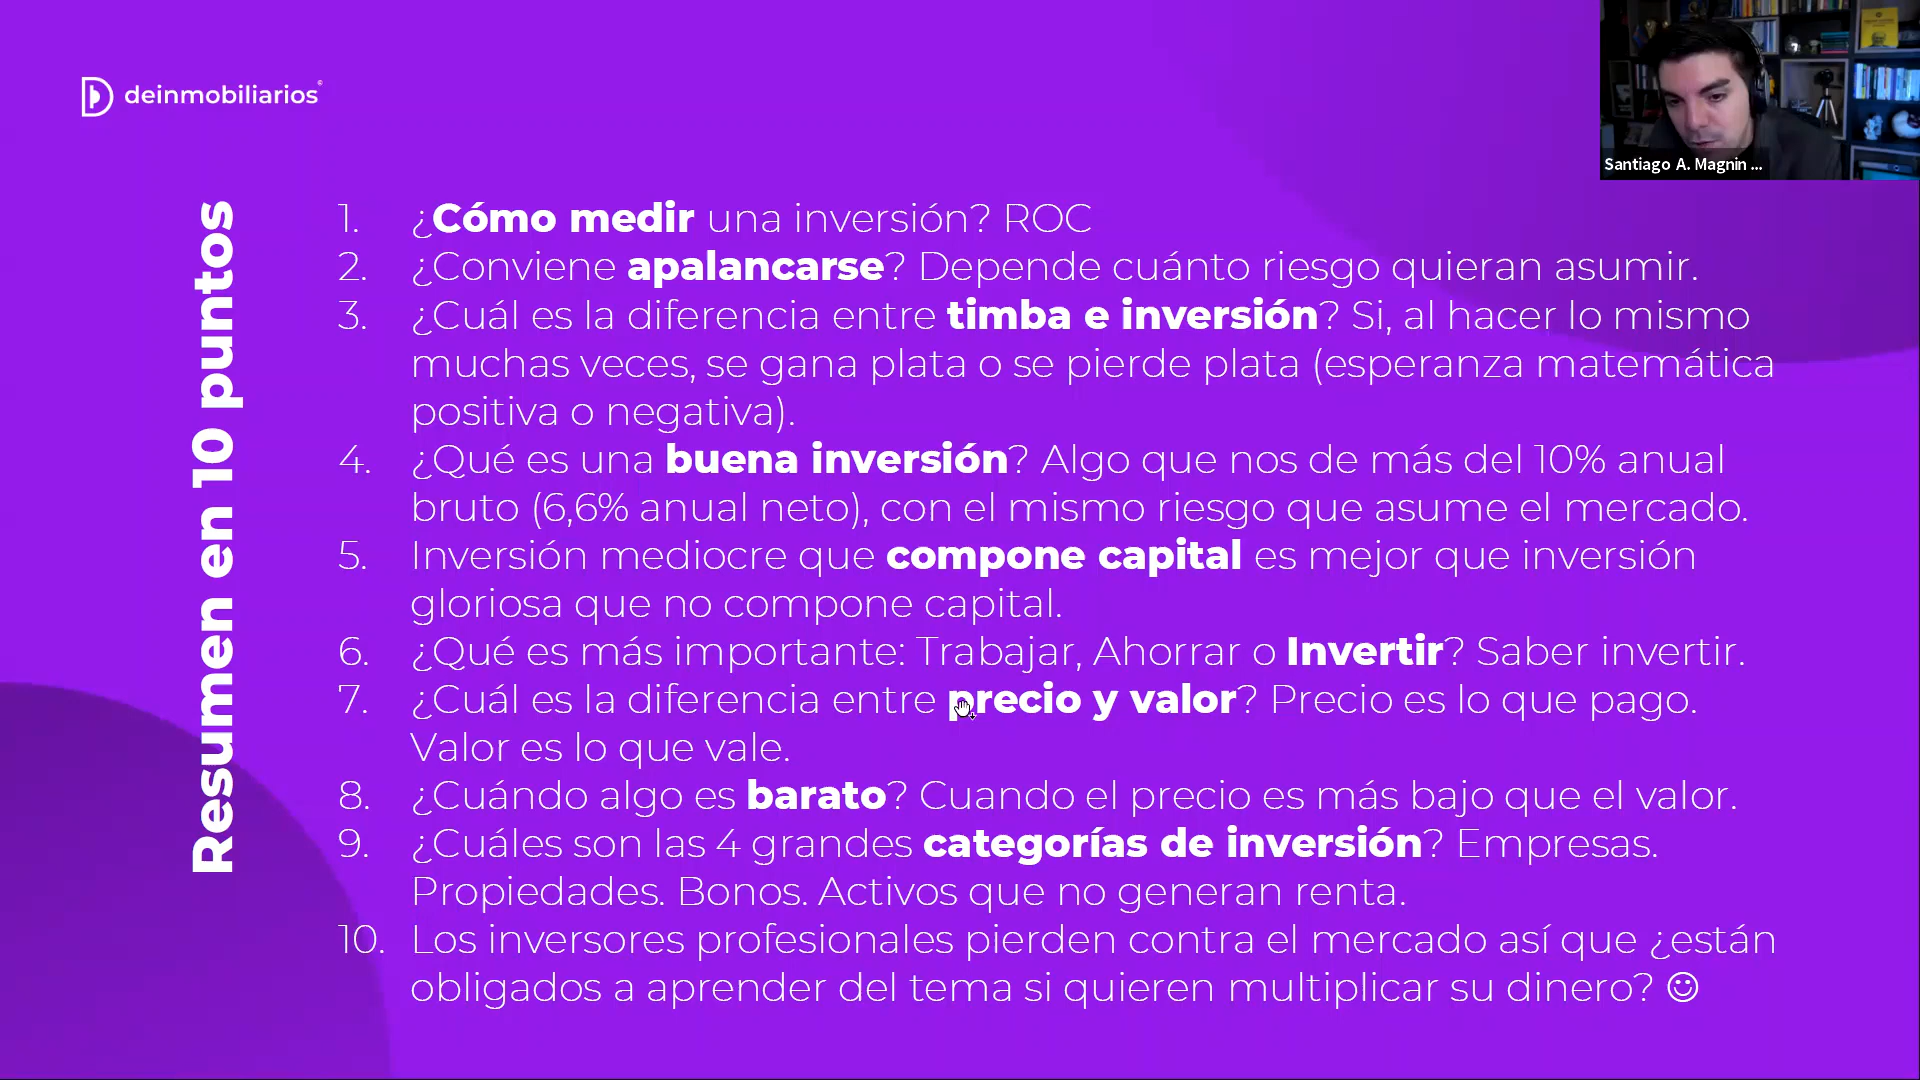 deinmobiliarios
Santiago A. Magnin ...
Resumen en 10 puntos
1. ¿Cómo medir una inversión? ROC
2. ¿Conviene apalancarse? Depende cuánto riesgo quieran asumir.
3. ¿Cuál es la diferencia entre timba e inversión? Si, al hacer lo mismo
muchas veces, se gana plata o se pierde plata (esperanza matemática
positiva o negativa).
4. ¿Qué es una buena inversión? Algo que nos de más del 10% anual
bruto (6,6% anual neto), con el mismo riesgo que asume el mercado.
5. Inversión mediocre que compone capital es mejor que inversión
gloriosa que no compone capital.
6. ¿Qué es más importante: Trabajar, Ahorrar o Invertir? Saber invertir.
7. ¿Cuál es la diferencia entre precio y valor? Precio es lo que pago.
Valor es lo que vale.
8. ¿Cuándo algo es barato? Cuando el precio es más bajo que el valor.
9. ¿Cuáles son las 4 grandes categorías de inversión? Empresas.
Propiedades. Bonos. Activos que no generan renta.
10. Los inversores profesionales pierden contra el mercado así que ¿están
obligados a aprender del tema si quieren multiplicar su dinero? ☺